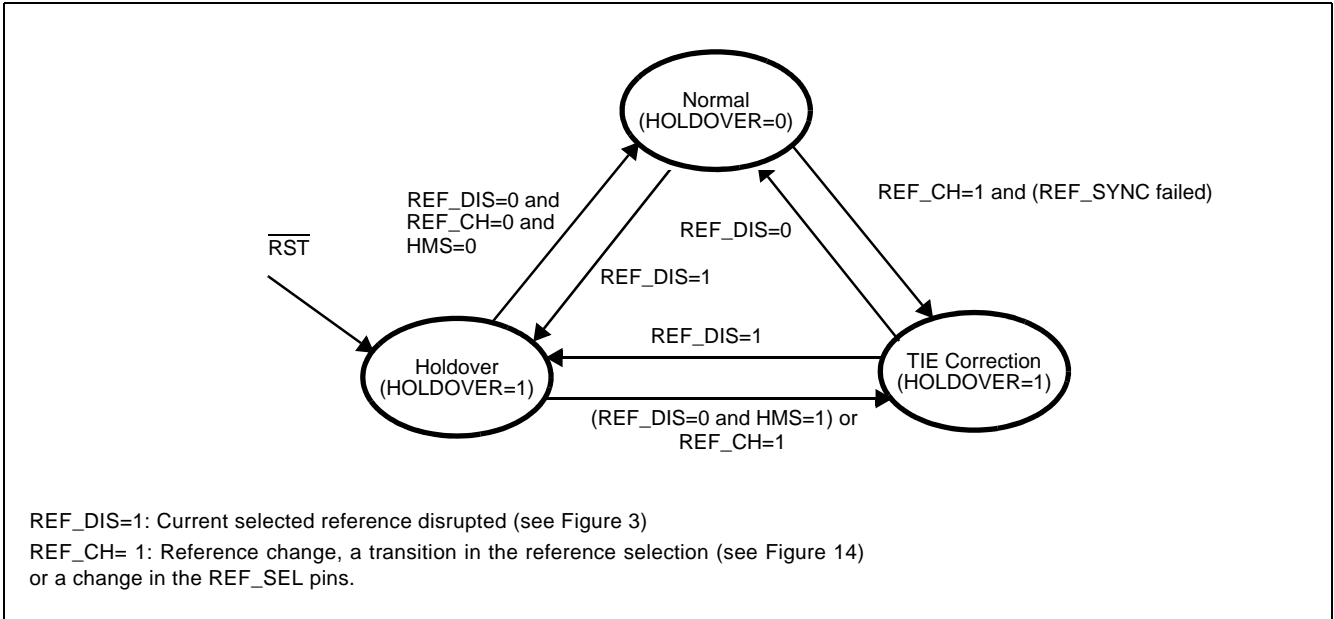 Normal
(HOLDOVER=0)
REF_CH=1 and (REF_SYNC failed)
REF_DIS=0 and
REF_CH=0 and
HMS=0
REF_DIS=0
RST
REF_DIS=1
REF_DIS=1
Holdover
(HOLDOVER=1)
TIE Correction
(HOLDOVER=1)
(REF_DIS=0 and HMS=1) or
REF_CH=1
REF_DIS=1: Current selected reference disrupted (see Figure 3)
REF_CH= 1: Reference change, a transition in the reference selection (see Figure 14)
or a change in the REF_SEL pins.